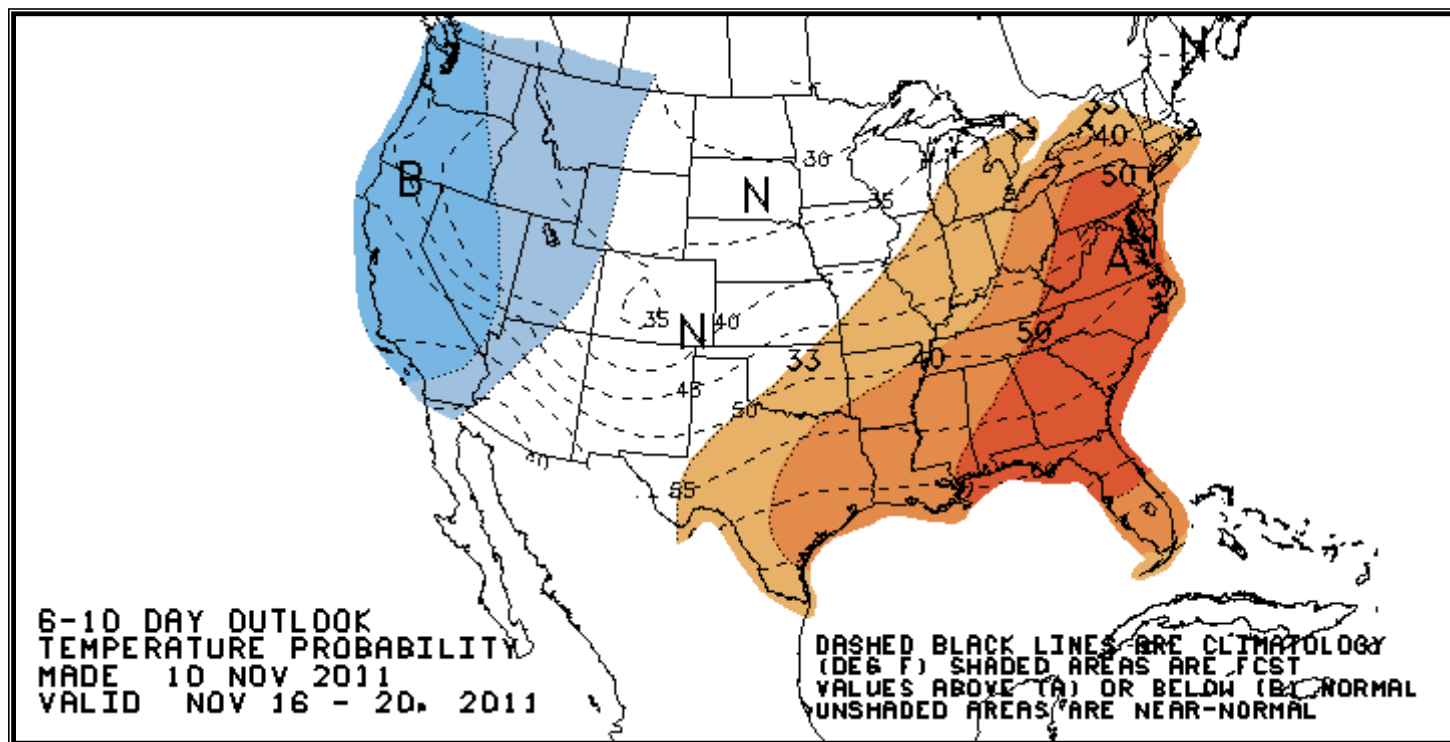 N
33
40
30
B
50
N
35
A
35
N
40
50
33
40
45
50
60
55
60
6-10 DAY OUTLOOK
TEMPERATURE PROBABILITY
MADE 10 NOV 2011
VALID NOV 16 - 20, 2011
DASHED BLACK LINES ARE CLIMATOLOGY
(DEG F) SHADED AREAS ARE FCST
VALUES ABOVE (A) OR BELOW (B) NORMAL
UNSHADED AREAS ARE NEAR-NORMAL